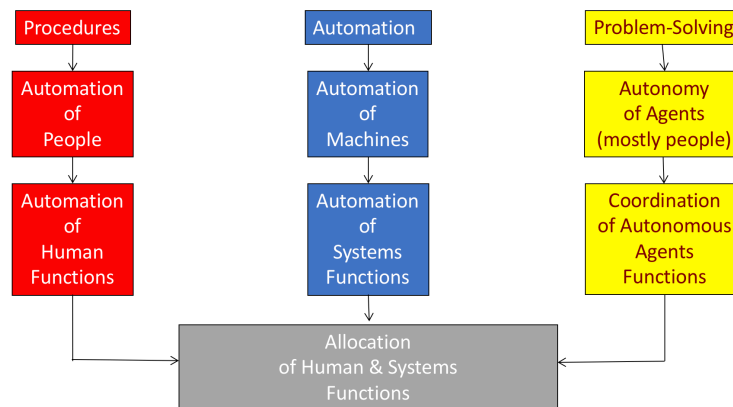 Procedures
Automation
of
People
Automation
of
Human
Functions
Automation
Automation
of
Machines
Automation
of
Systems
Functions
Problem-Solving
Autonomy
of Agents
(mostly people)
Coordination
of Autonomous
Agents
Functions
Allocation
of Human & Systems
Functions